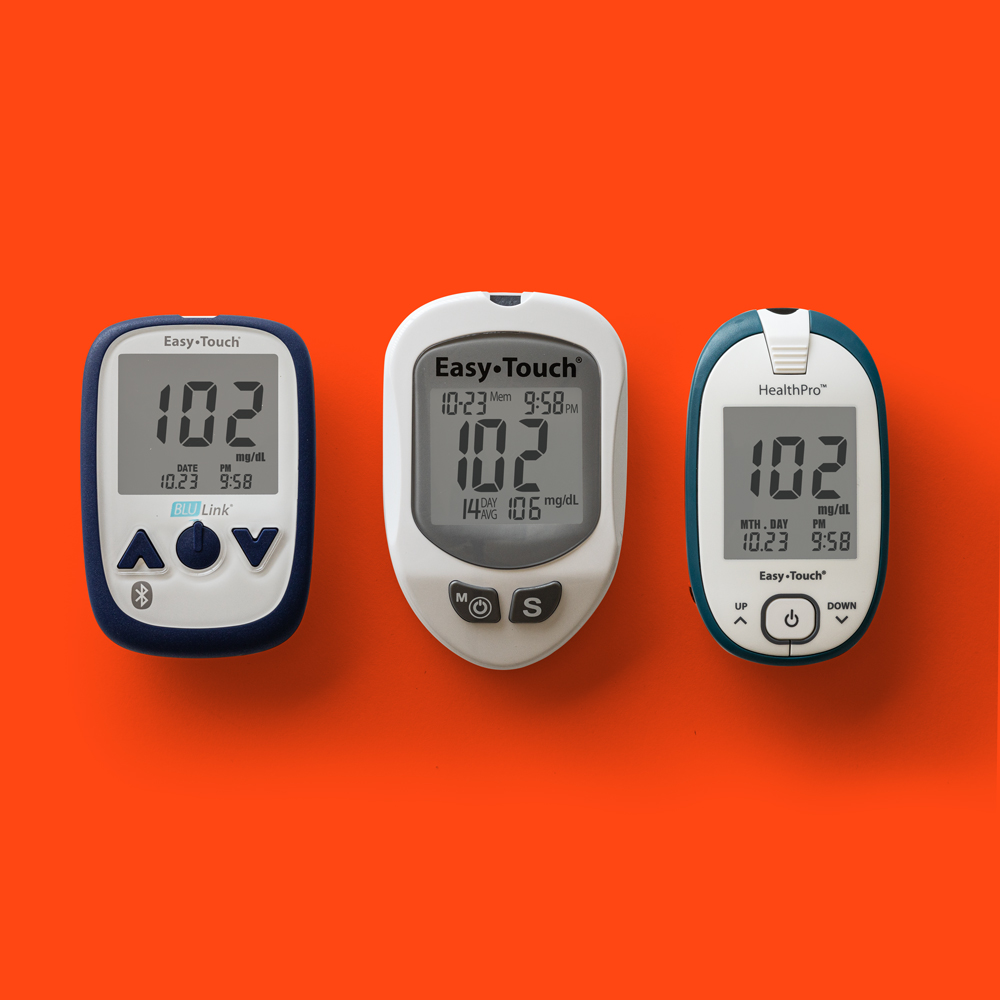 Easy•Touch®
102
mg/dL
DATE PM
10.23 9:58
BLU Link®
Easy•Touch®
10-23 Mem 9:58 PM
102
14 DAY AVG 106 mg/dL
M S
HealthPro™
102
mg/dL
MTH . DAY PM
10.23 9:58
Easy•Touch®
UP DOWN